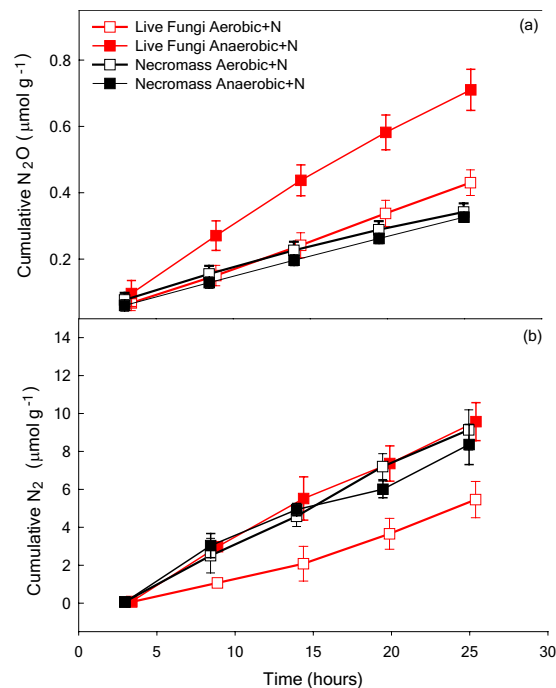 (a)
Live Fungi Aerobic+N
Live Fungi Anaerobic+N
Necromass Aerobic+N
Necromass Anaerobic+N
Cumulative N₂O ( μmol g⁻¹)
0.8
0.6
0.4
0.2
(b)
Cumulative N₂ (μmol g⁻¹)
14
12
10
8
6
4
2
0
0 5 10 15 20 25 30
Time (hours)